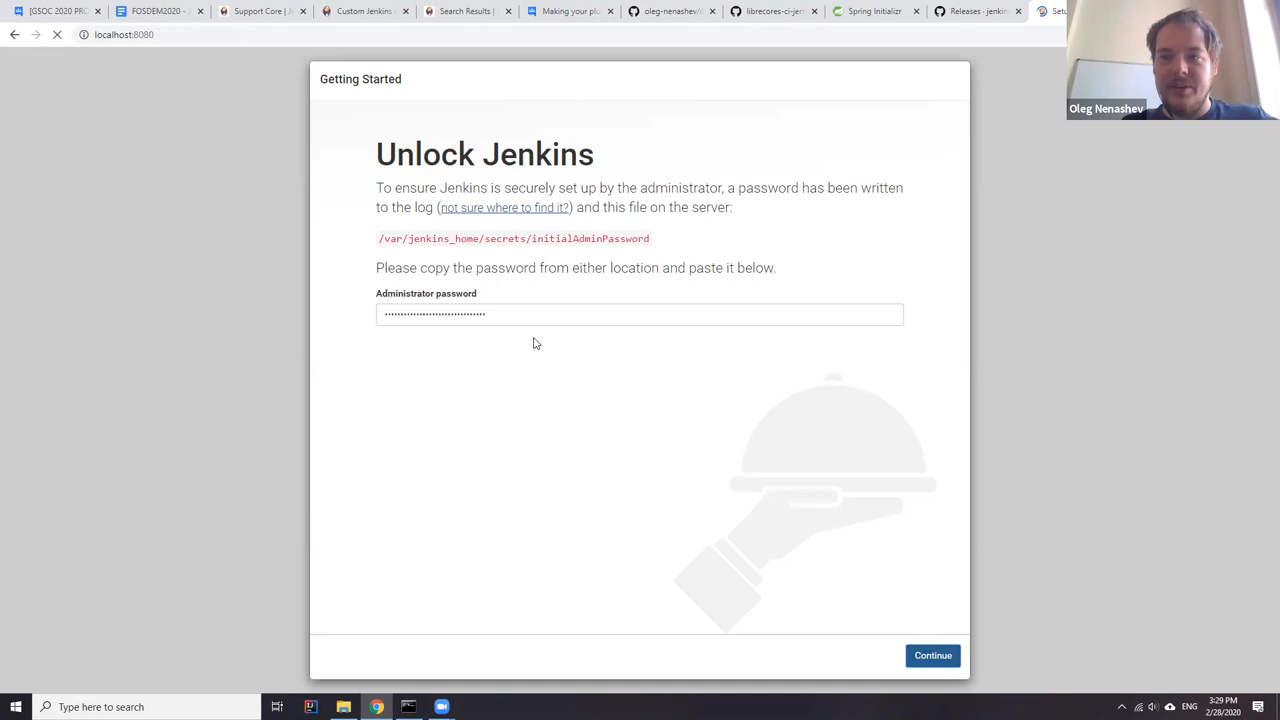 [GSOC 2020 PRO
FOSDEM2020 -
Support Core | J
Custom Jenkins
Search Results |
Making your plu
oleg-nenashev/
librecores-ci-jen
Spring Initializr
Releases · jenkin
Setu
localhost:8080
Getting Started
Oleg Nenashev
Unlock Jenkins
To ensure Jenkins is securely set up by the administrator, a password has been written
to the log (not sure where to find it?) and this file on the server:
/var/jenkins_home/secrets/initialAdminPassword
Please copy the password from either location and paste it below.
Administrator password
••••••••••••••••••••••••••••••••
Continue
Type here to search
ENG
3:29 PM
2/28/2020